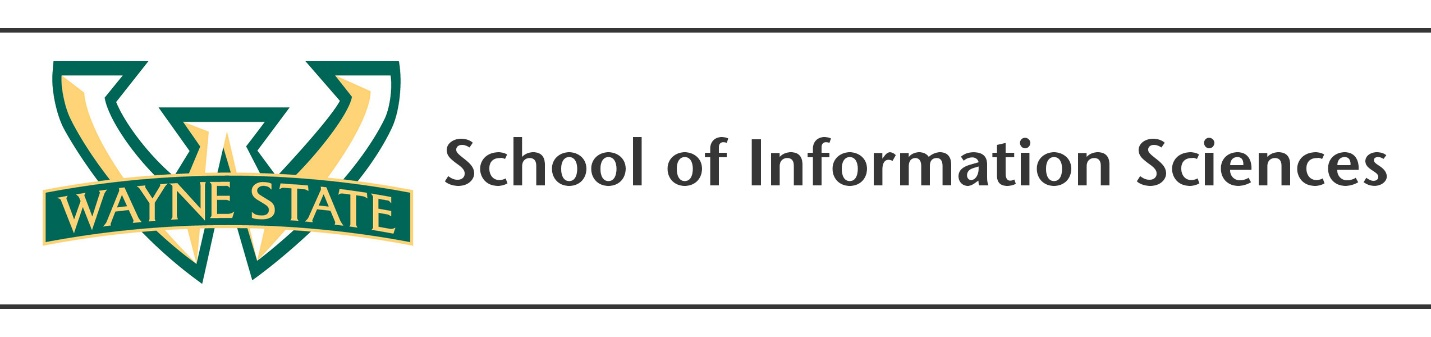 WAYNE STATE
School of Information Sciences